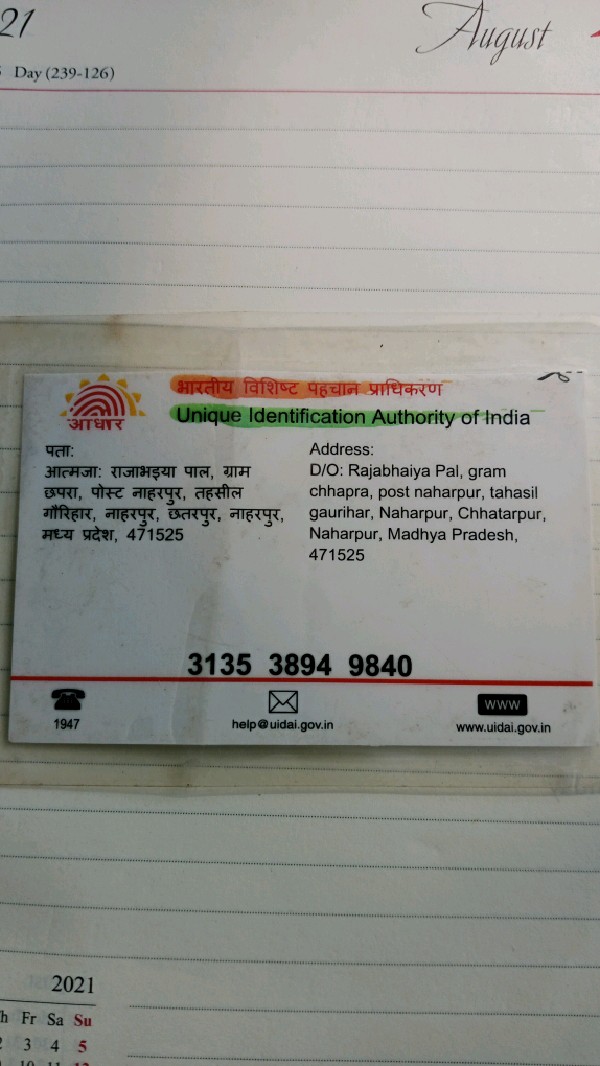 21
August
Day (239-126)
भारतीय विशिष्ट पहचान प्राधिकरण
Unique Identification Authority of India
आधार
पता:
आत्मजा: राजाभइया पाल, ग्राम
छपरा, पोस्ट नाहरपुर, तहसील
गौरिहार, नाहरपुर, छतरपुर, नाहरपुर,
मध्य प्रदेश, 471525
Address:
D/O: Rajabhaiya Pal, gram
chhapra, post naharpur, tahasil
gaurihar, Naharpur, Chhatarpur,
Naharpur, Madhya Pradesh,
471525
3135 3894 9840
1947
help@uidai.gov.in
WWW
www.uidai.gov.in
2021
Fr Sa Su
3 4 5